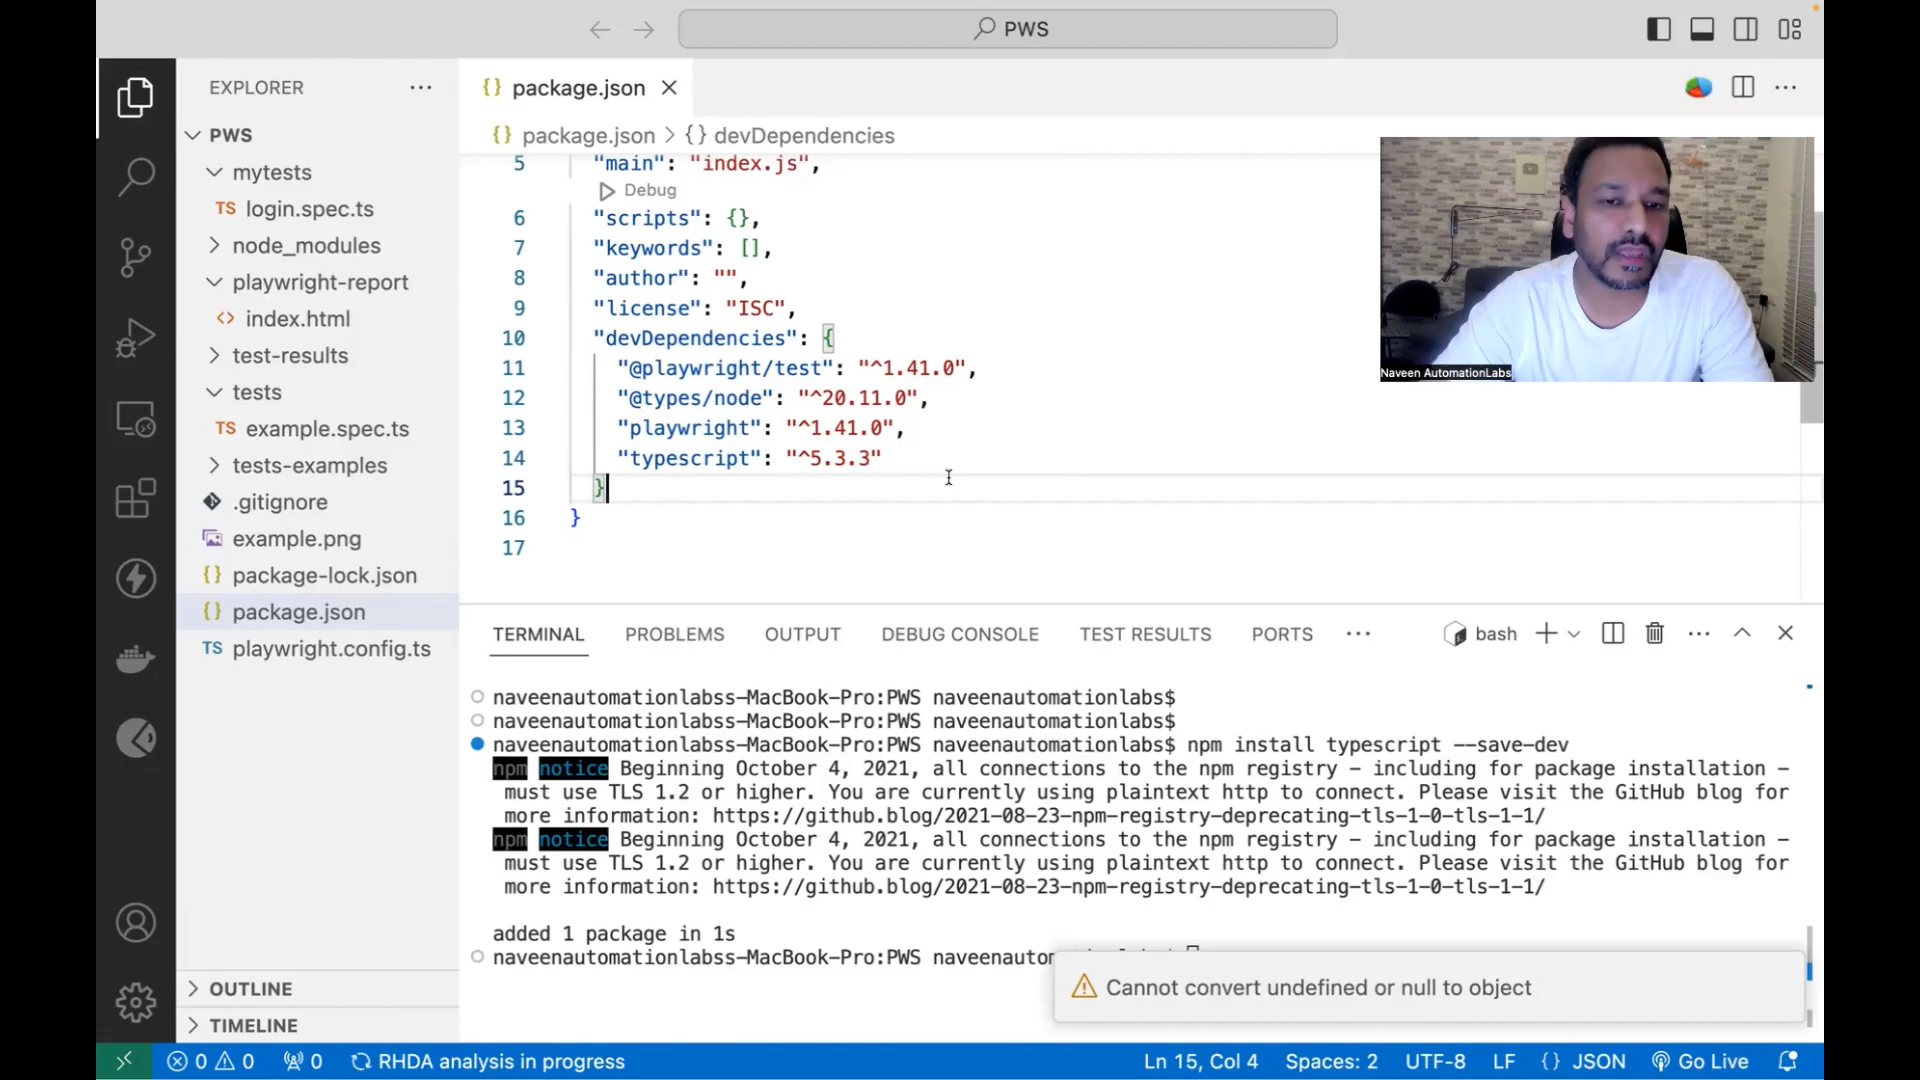 PWS
EXPLORER
PWS
mytests
TS login.spec.ts
node_modules
playwright-report
<> index.html
test-results
tests
TS example.spec.ts
tests-examples
.gitignore
example.png
{} package-lock.json
{} package.json
TS playwright.config.ts
OUTLINE
TIMELINE
{} package.json
{} package.json > {} devDependencies
5 "main": "index.js",
Debug
6 "scripts": {},
7 "keywords": [],
8 "author": "",
9 "license": "ISC",
10 "devDependencies": {
11 "@playwright/test": "^1.41.0",
12 "@types/node": "^20.11.0",
13 "playwright": "^1.41.0",
14 "typescript": "^5.3.3"
15 }
16 }
17
Naveen AutomationLabs
TERMINAL PROBLEMS OUTPUT DEBUG CONSOLE TEST RESULTS PORTS ··· bash
naveenautomationlabss-MacBook-Pro:PWS naveenautomationlabs$
naveenautomationlabss-MacBook-Pro:PWS naveenautomationlabs$
naveenautomationlabss-MacBook-Pro:PWS naveenautomationlabs$ npm install typescript --save-dev
npm notice Beginning October 4, 2021, all connections to the npm registry - including for package installation -
must use TLS 1.2 or higher. You are currently using plaintext http to connect. Please visit the GitHub blog for
more information: https://github.blog/2021-08-23-npm-registry-deprecating-tls-1-0-tls-1-1/
npm notice Beginning October 4, 2021, all connections to the npm registry - including for package installation -
must use TLS 1.2 or higher. You are currently using plaintext http to connect. Please visit the GitHub blog for
more information: https://github.blog/2021-08-23-npm-registry-deprecating-tls-1-0-tls-1-1/
added 1 package in 1s
naveenautomationlabss-MacBook-Pro:PWS naveenauto
Cannot convert undefined or null to object
0 0 0 RHDA analysis in progress Ln 15, Col 4 Spaces: 2 UTF-8 LF {} JSON Go Live